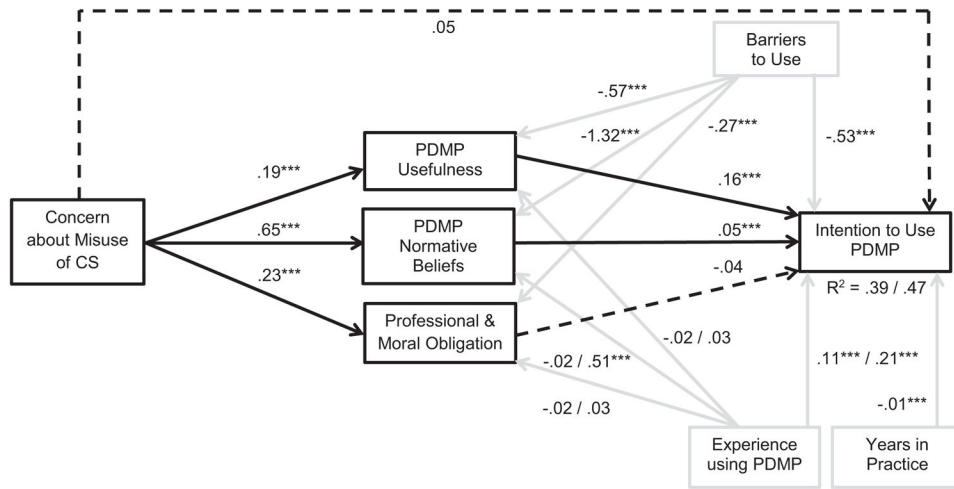 .05
Barriers
to Use
-.57***
-1.32***
-.27***
-.53***
PDMP
Usefulness
.19***
.16***
Concern
about Misuse
of CS
.65***
PDMP
Normative
Beliefs
.05***
Intention to Use
PDMP
.23***
-.04
R² = .39 / .47
Professional &
Moral Obligation
-.02 / .03
-.02 / .51***
.11*** / .21***
-.02 / .03
-.01***
Experience
using PDMP
Years in
Practice